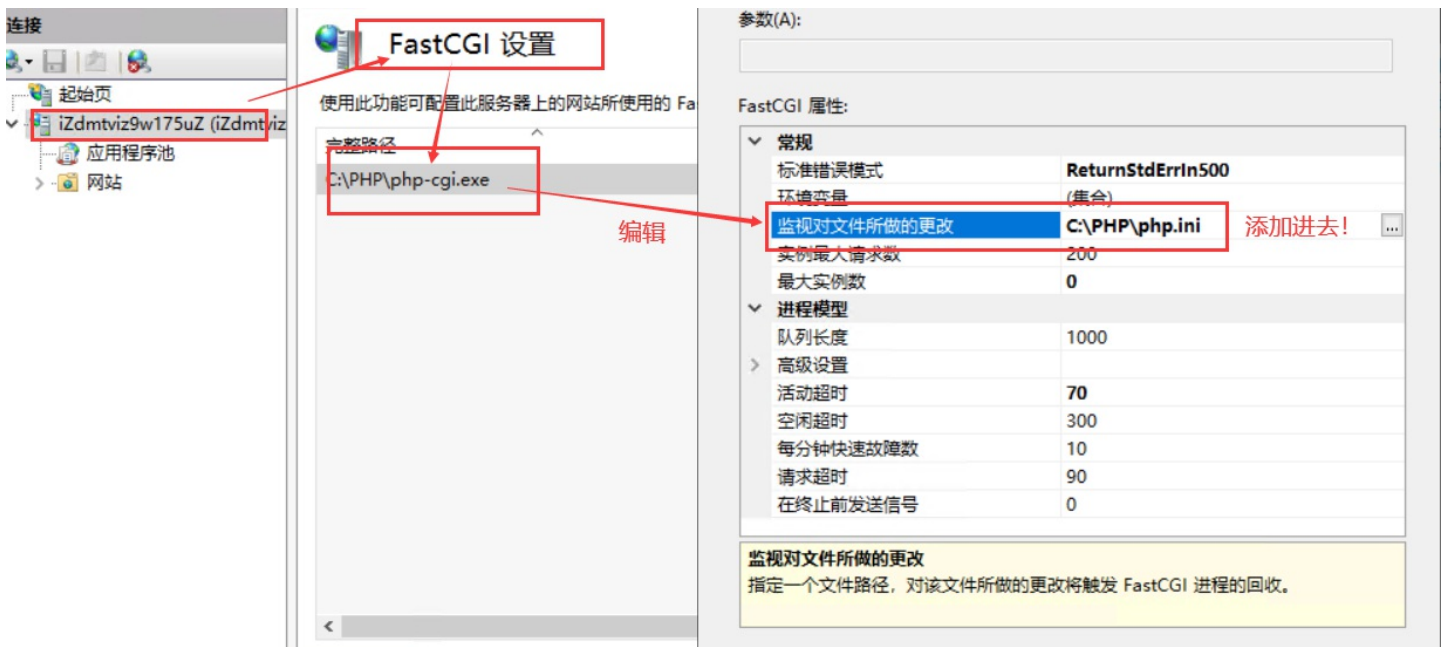 连接
起始页
iZdmtviz9w175uZ (iZdmtviz
应用程序池
网站
FastCGI 设置
使用此功能可配置此服务器上的网站所使用的 Fa
完整路径
C:\PHP\php-cgi.exe
编辑
参数(A):
FastCGI 属性:
常规
标准错误模式 ReturnStdErrIn500
环境变量 (集合)
监视对文件所做的更改 C:\PHP\php.ini ...
添加进去!
实例最大请求数 200
最大实例数 0
进程模型
队列长度 1000
高级设置
活动超时 70
空闲超时 300
每分钟快速故障数 10
请求超时 90
在终止前发送信号 0
监视对文件所做的更改
指定一个文件路径，对该文件所做的更改将触发 FastCGI 进程的回收。